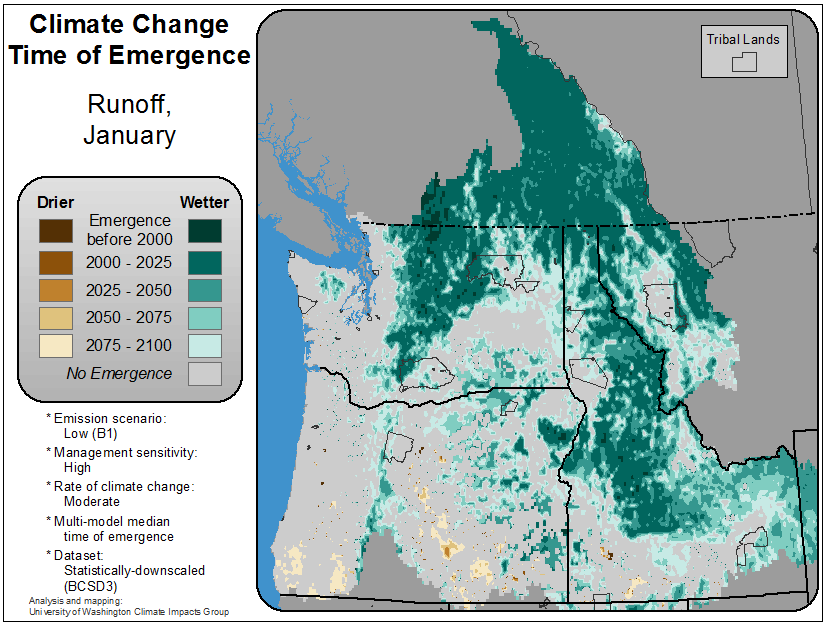 Climate Change
Time of Emergence
Runoff,
January
Drier
Wetter
Emergence
before 2000
2000 - 2025
2025 - 2050
2050 - 2075
2075 - 2100
No Emergence
* Emission scenario:
Low (B1)
* Management sensitivity:
High
* Rate of climate change:
Moderate
* Multi-model median
time of emergence
* Dataset:
Statistically-downscaled
(BCSD3)
Analysis and mapping:
University of Washington Climate Impacts Group
Tribal Lands